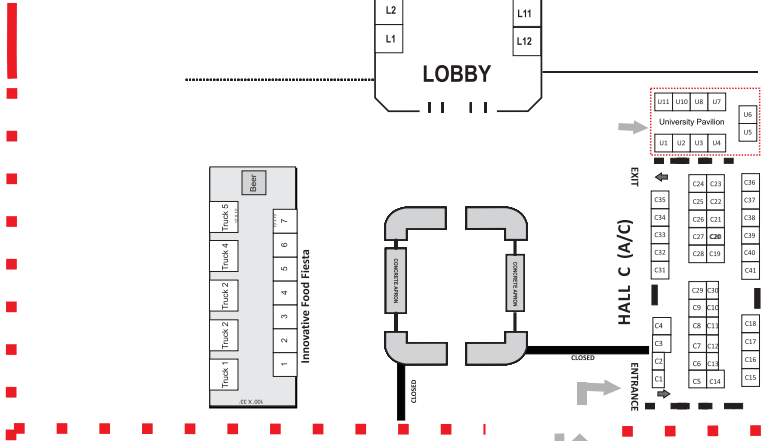 L2
L1
L11
L12
LOBBY
U11 U10 U8 U7
U6
University Pavilion
U5
U1 U2 U3 U4
EXIT
C24 C23 C36
C35 C25 C22 C37
C34 C26 C21 C38
C33 C27 C20 C39
C32 C28 C19 C40
C31 C41
HALL C (A/C)
C29 C30
C9 C10
C4 C8 C11 C18
C3 C7 C12 C17
C2 C6 C13 C16
C1 C5 C14 C15
ENTRANCE
Beer
Truck 5
Truck 4
Truck 2
Truck 2
Truck 1
7
6
5
4
3
2
1
Innovative Food Fiesta
100' X 33'
CONCRETE APRON
CONCRETE APRON
CLOSED
CLOSED